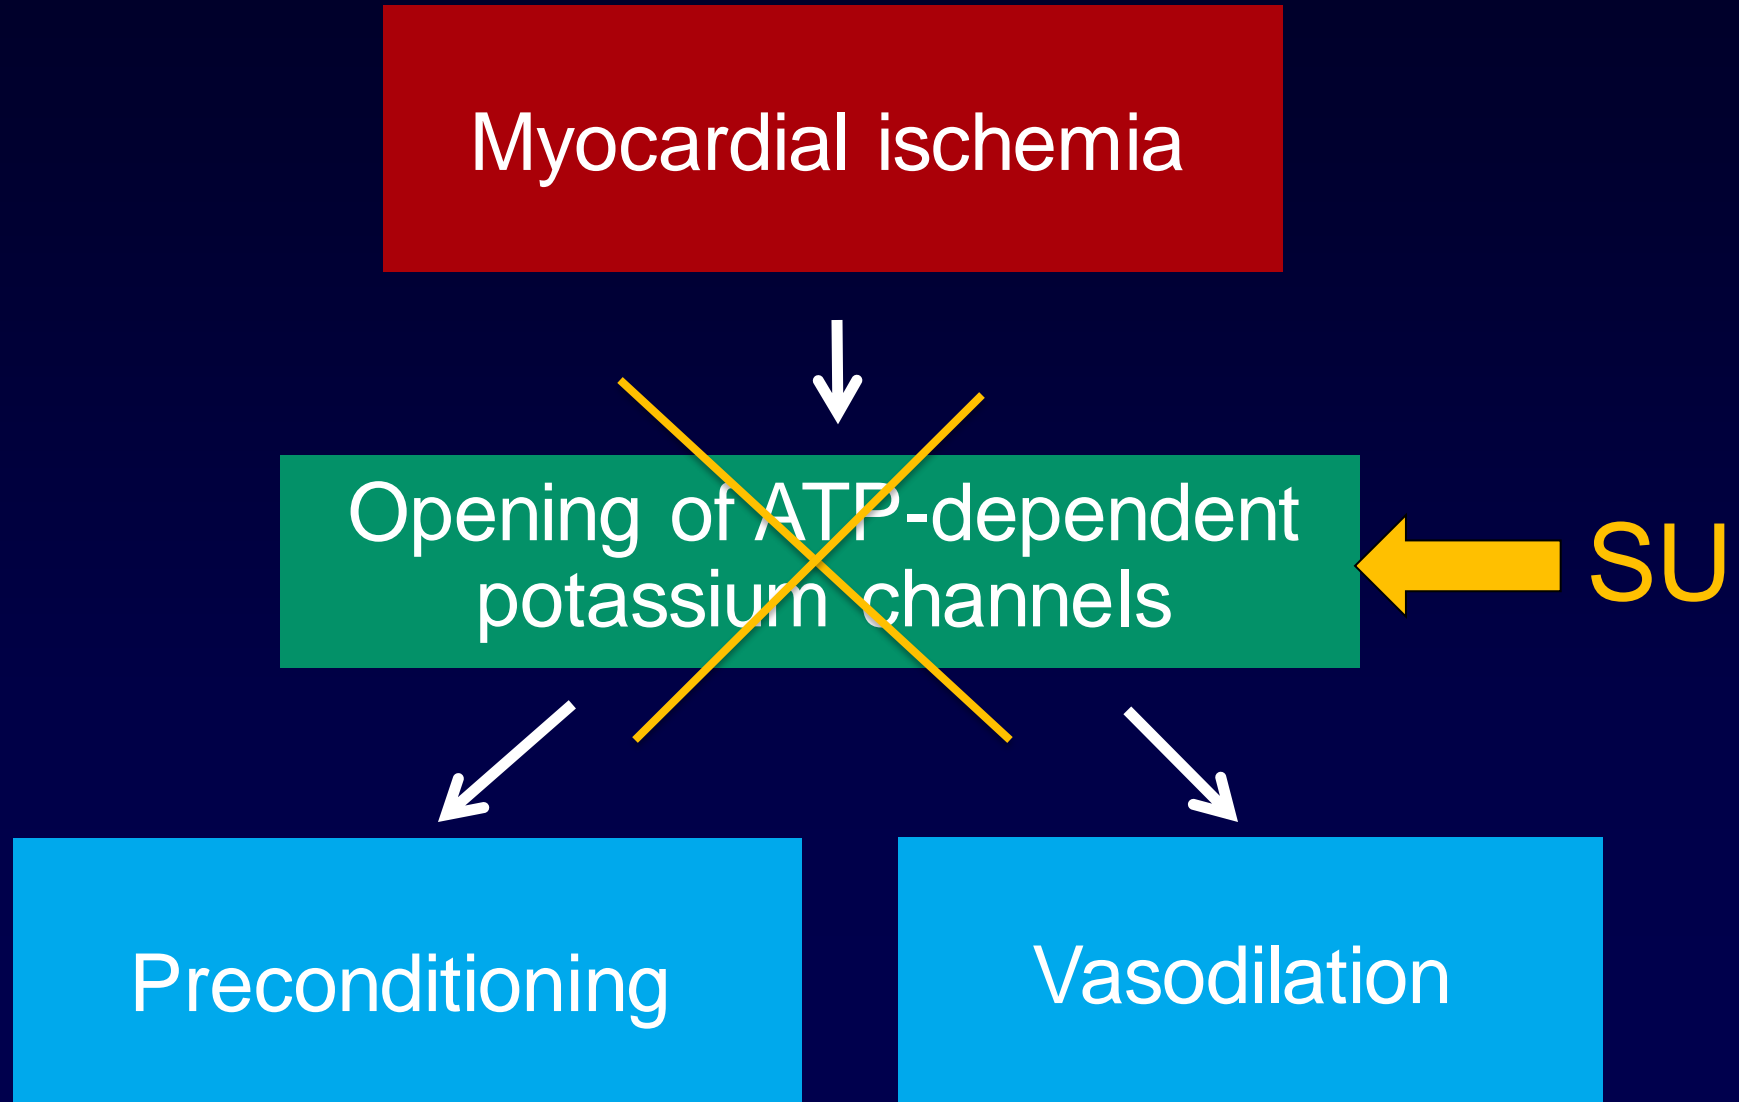 Myocardial ischemia
Opening of ATP-dependent
potassium channels
SU
Preconditioning
Vasodilation